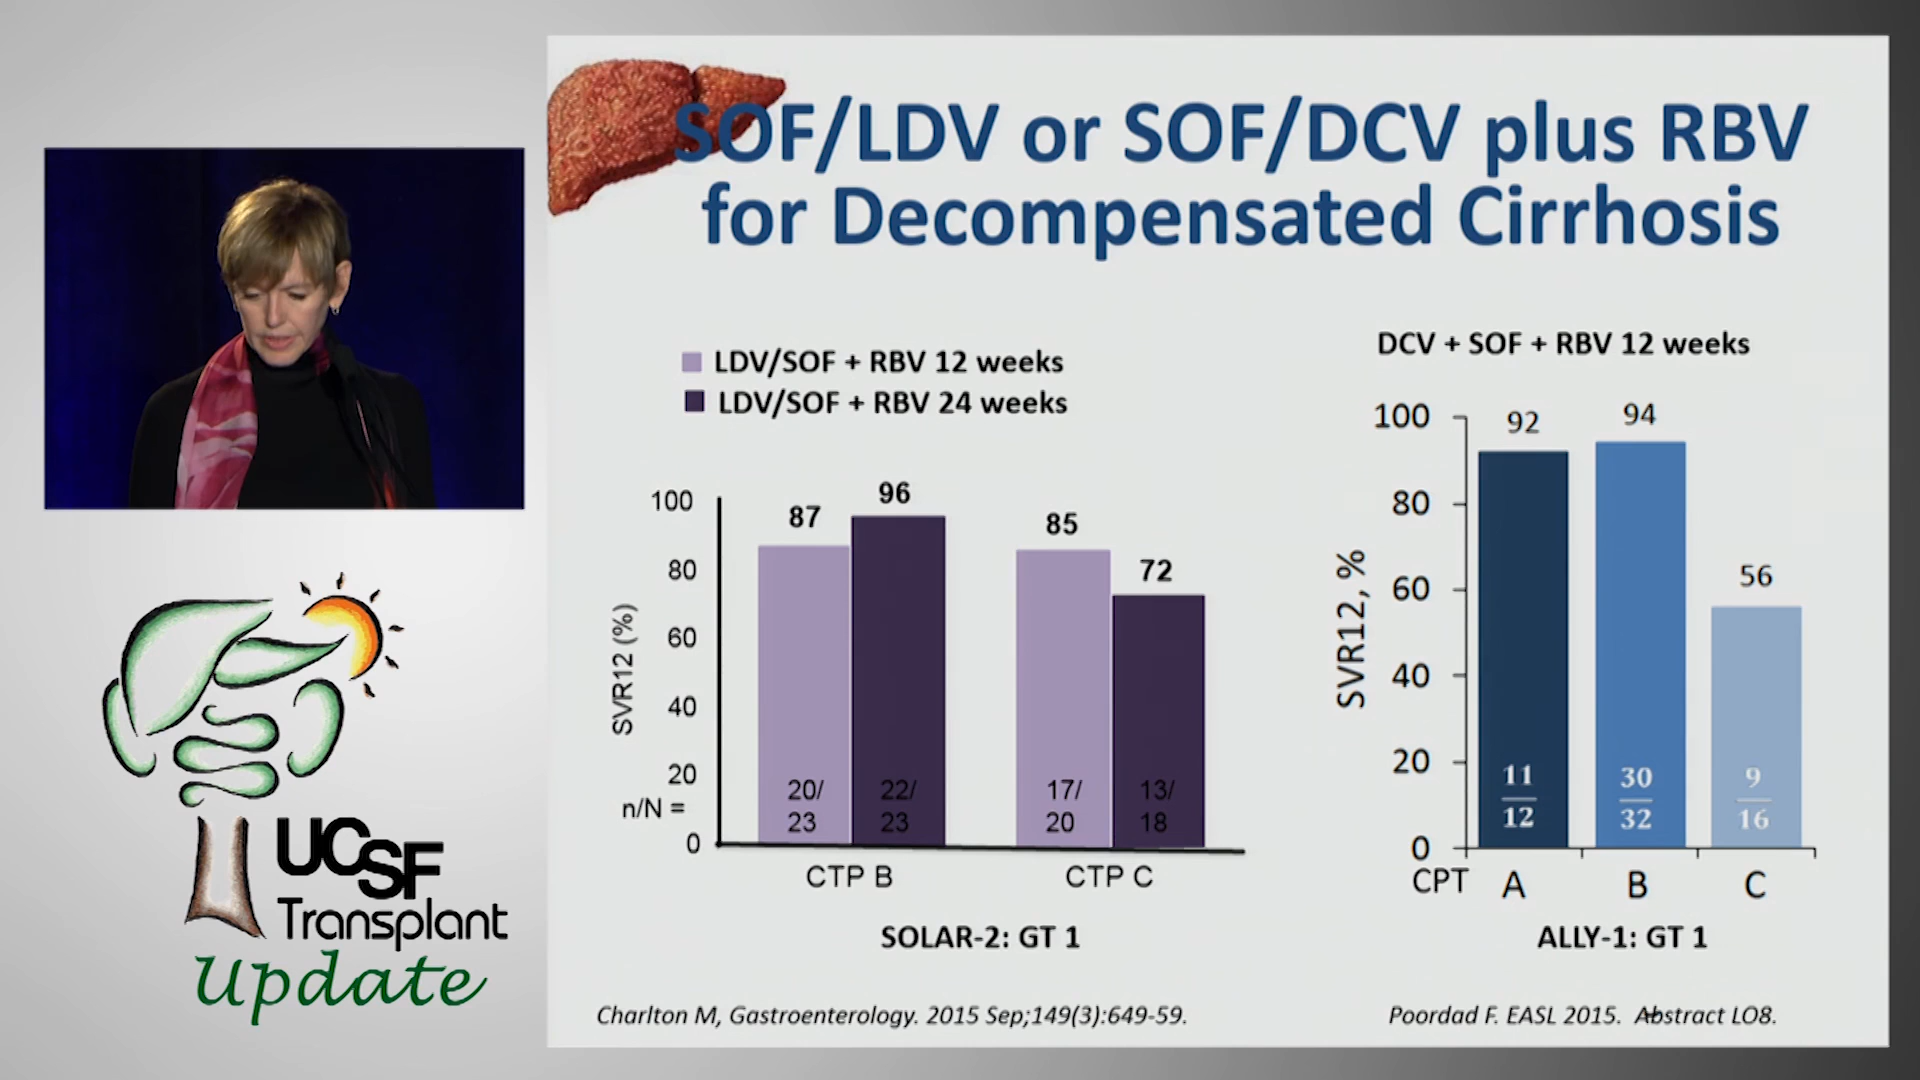 SOF/LDV or SOF/DCV plus RBV
for Decompensated Cirrhosis
LDV/SOF + RBV 12 weeks
LDV/SOF + RBV 24 weeks
SVR12 (%)
100
80
60
40
20
0
n/N =
87
96
85
72
20/
23
22/
23
17/
20
13/
18
CTP B
CTP C
SOLAR-2: GT 1
Charlton M, Gastroenterology. 2015 Sep;149(3):649-59.
DCV + SOF + RBV 12 weeks
SVR12, %
100
80
60
40
20
0
92
94
56
11
12
30
32
9
16
CPT A B C
ALLY-1: GT 1
Poordad F. EASL 2015. Abstract LO8.
UCSF
Transplant
Update